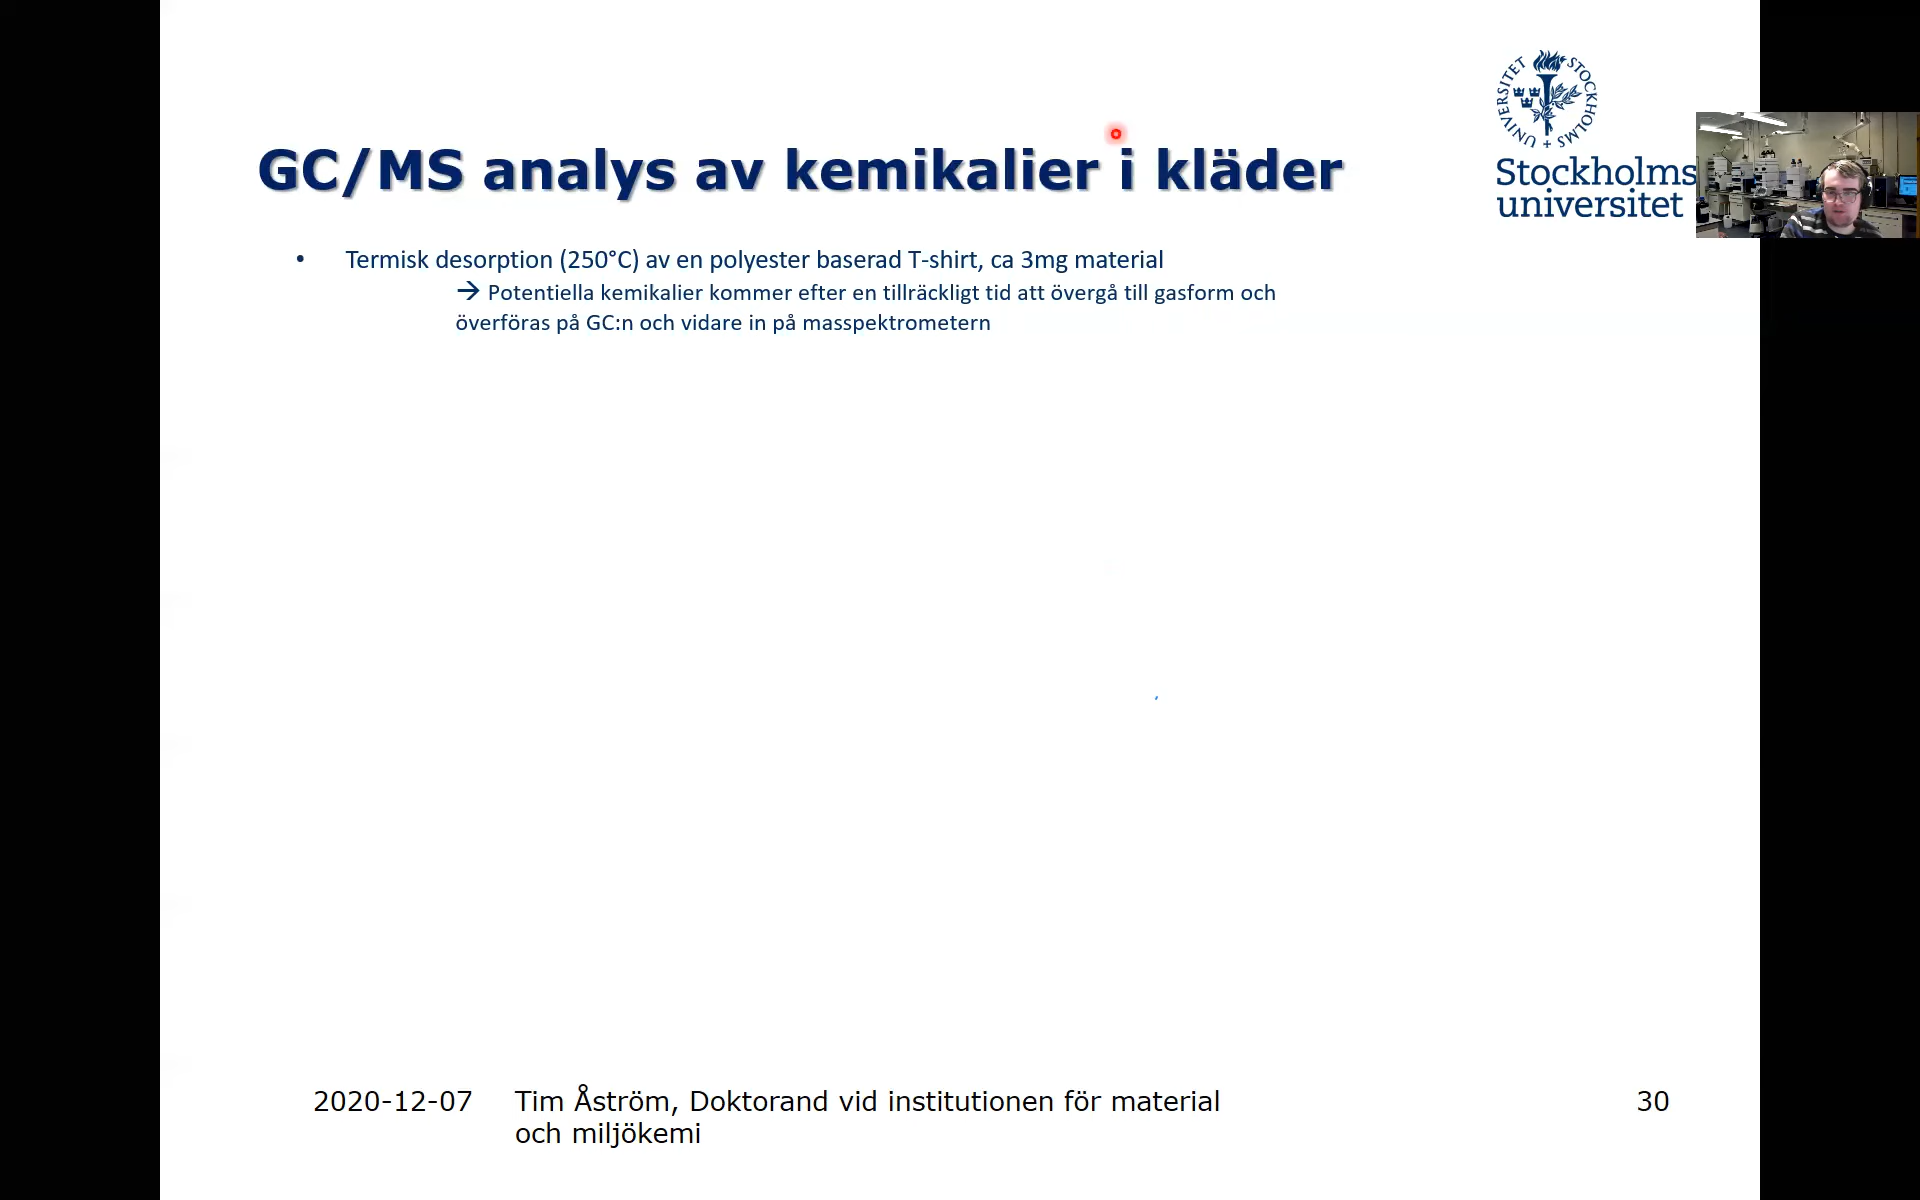 UNIVERSITET + STOCKHOLMS
Stockholms
universitet
GC/MS analys av kemikalier i kläder
• Termisk desorption (250°C) av en polyester baserad T-shirt, ca 3mg material
→ Potentiella kemikalier kommer efter en tillräckligt tid att övergå till gasform och
överföras på GC:n och vidare in på masspektrometern
2020-12-07 Tim Åström, Doktorand vid institutionen för material 30
och miljökemi